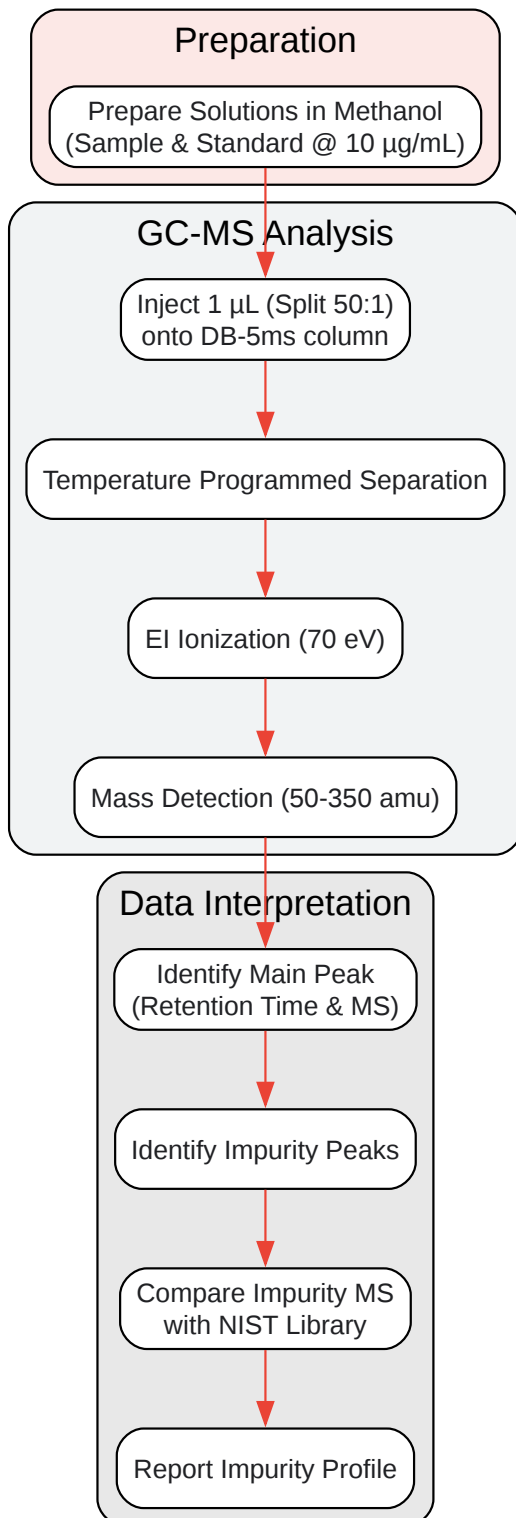 Preparation
Prepare Solutions in Methanol
(Sample & Standard @ 10 µg/mL)
GC-MS Analysis
Inject 1 µL (Split 50:1)
onto DB-5ms column
Temperature Programmed Separation
EI Ionization (70 eV)
Mass Detection (50-350 amu)
Data Interpretation
Identify Main Peak
(Retention Time & MS)
Identify Impurity Peaks
Compare Impurity MS
with NIST Library
Report Impurity Profile